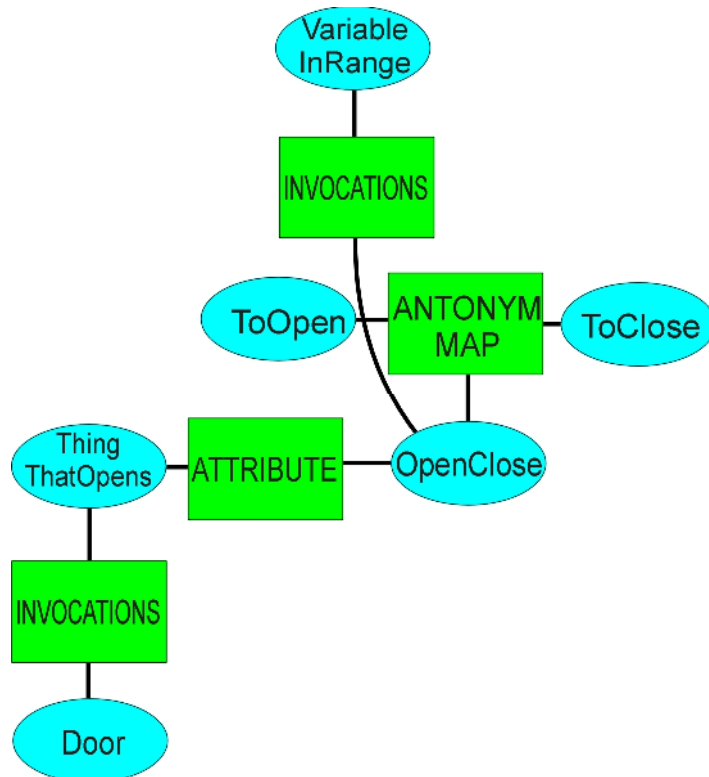 Variable
InRange
INVOCATIONS
ToOpen
ANTONYM
MAP
ToClose
Thing
ThatOpens
ATTRIBUTE
OpenClose
INVOCATIONS
Door